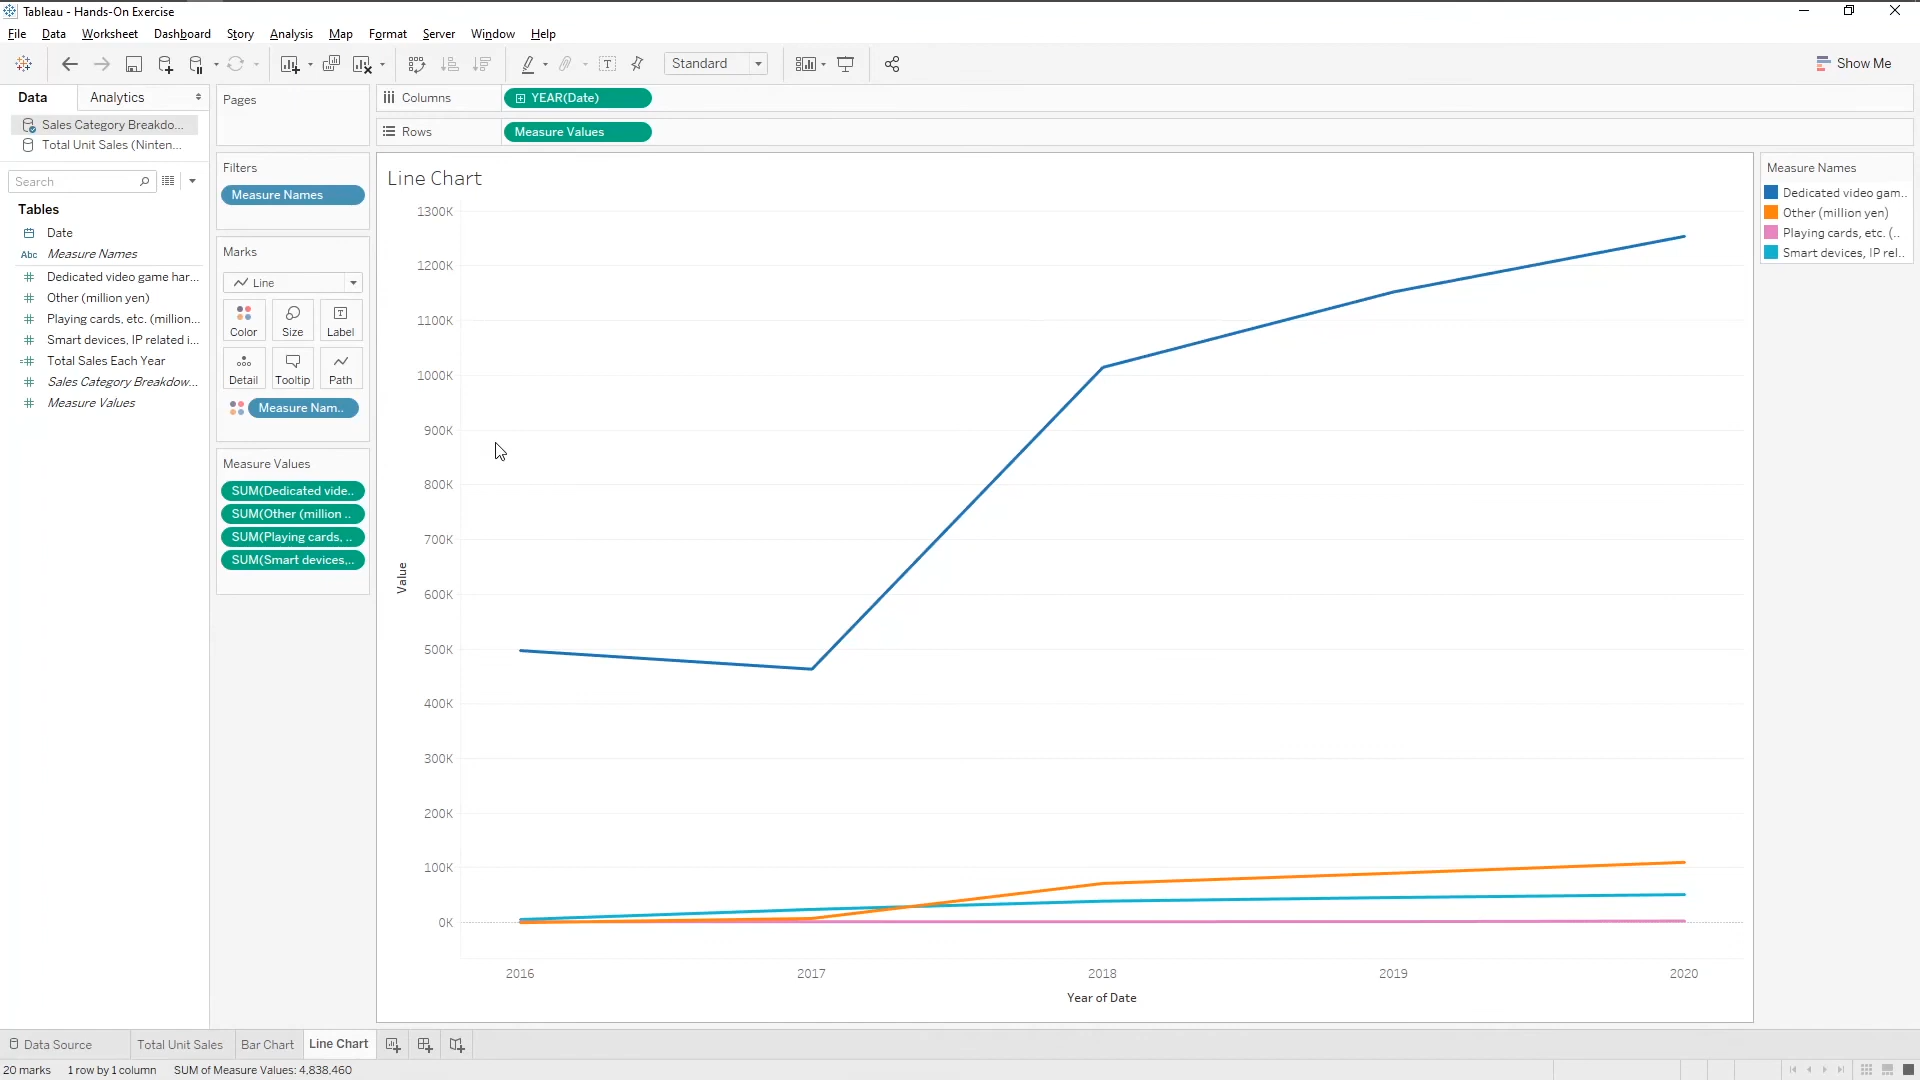 Tableau - Hands-On Exercise
File Data Worksheet Dashboard Story Analysis Map Format Server Window Help
Standard
Show Me
Data Analytics
Sales Category Breakdo...
Total Unit Sales (Ninten...
Search
Tables
Date
Abc Measure Names
# Dedicated video game har...
# Other (million yen)
# Playing cards, etc. (million...
# Smart devices, IP related i...
=# Total Sales Each Year
# Sales Category Breakdow...
# Measure Values
Pages
Filters
Measure Names
Marks
Line
Color Size Label
Detail Tooltip Path
Measure Nam..
Measure Values
SUM(Dedicated vide..
SUM(Other (million ..
SUM(Playing cards, ..
SUM(Smart devices,..
Columns YEAR(Date)
Rows Measure Values
Line Chart
1300K
1200K
1100K
1000K
900K
800K
700K
600K
500K
400K
300K
200K
100K
0K
Value
2016 2017 2018 2019 2020
Year of Date
Measure Names
Dedicated video gam..
Other (million yen)
Playing cards, etc. (..
Smart devices, IP rel..
Data Source Total Unit Sales Bar Chart Line Chart
20 marks 1 row by 1 column SUM of Measure Values: 4,838,460